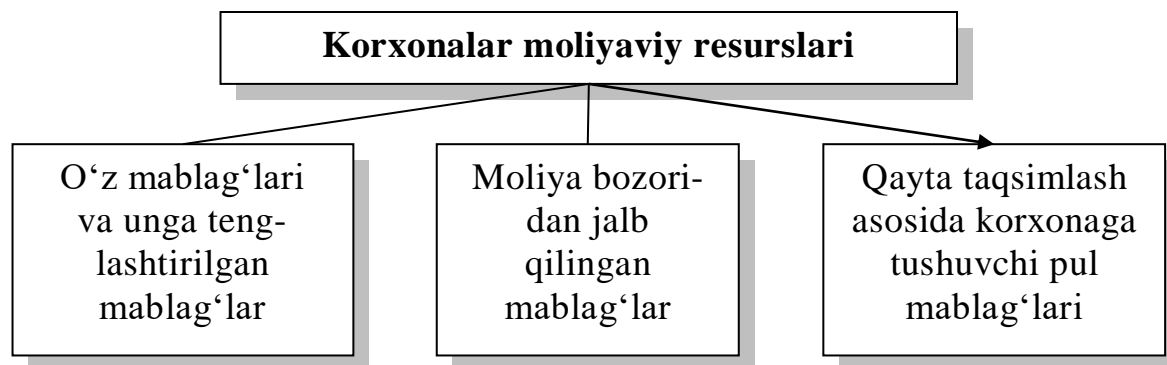 Korxonalar moliyaviy resurslari
O‘z mablag‘lari
va unga teng-
lashtirilgan
mablag‘lar
Moliya bozori-
dan jalb
qilingan
mablag‘lar
Qayta taqsimlash
asosida korxonaga
tushuvchi pul
mablag‘lari